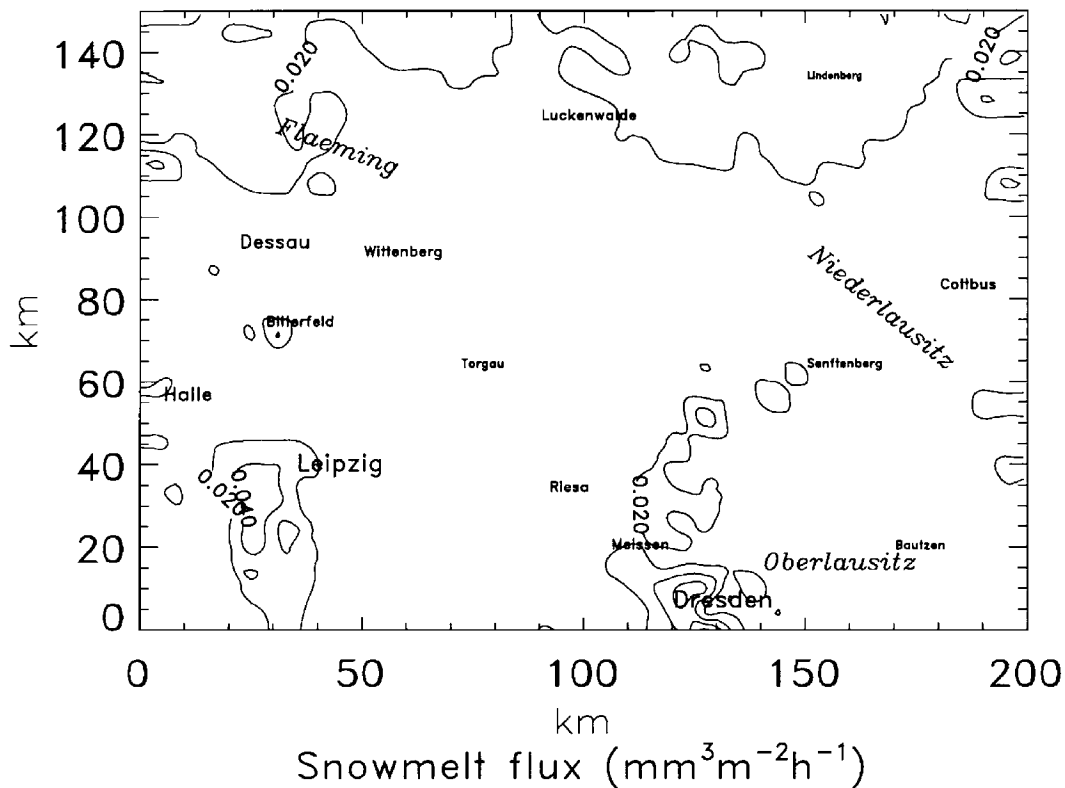 140
0.020
0.020
Lindenberg
120
Luckenwalde
Flaeming
100
Dessau
Wittenberg
Niederlausitz
Cottbus
80
Bitterfeld
km
60
Halle
Torgau
Senftenberg
40
Leipzig
0.020
0.040
Riesa
0.020
20
Meissen
Oberlausitz
Bautzen
0
Dresden
0 50 100 150 200
km
Snowmelt flux (mm³m⁻²h⁻¹)